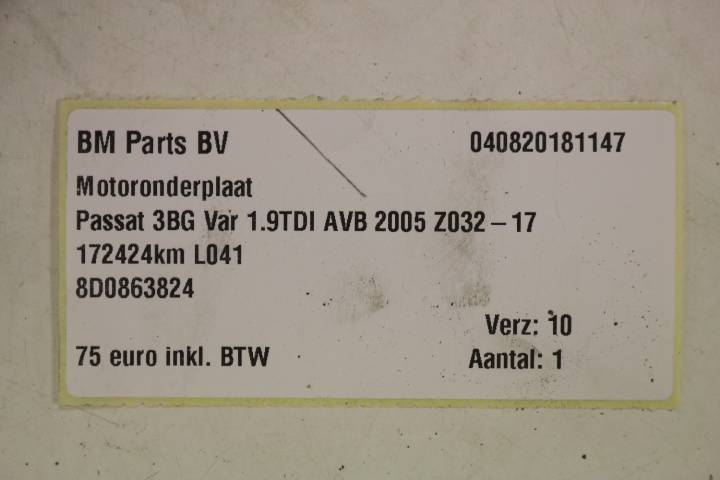 BM Parts BV 040820181147
Motoronderplaat
Passat 3BG Var 1.9TDI AVB 2005 Z032 – 17
172424km L041
8D0863824
Verz: 10
75 euro inkl. BTW Aantal: 1